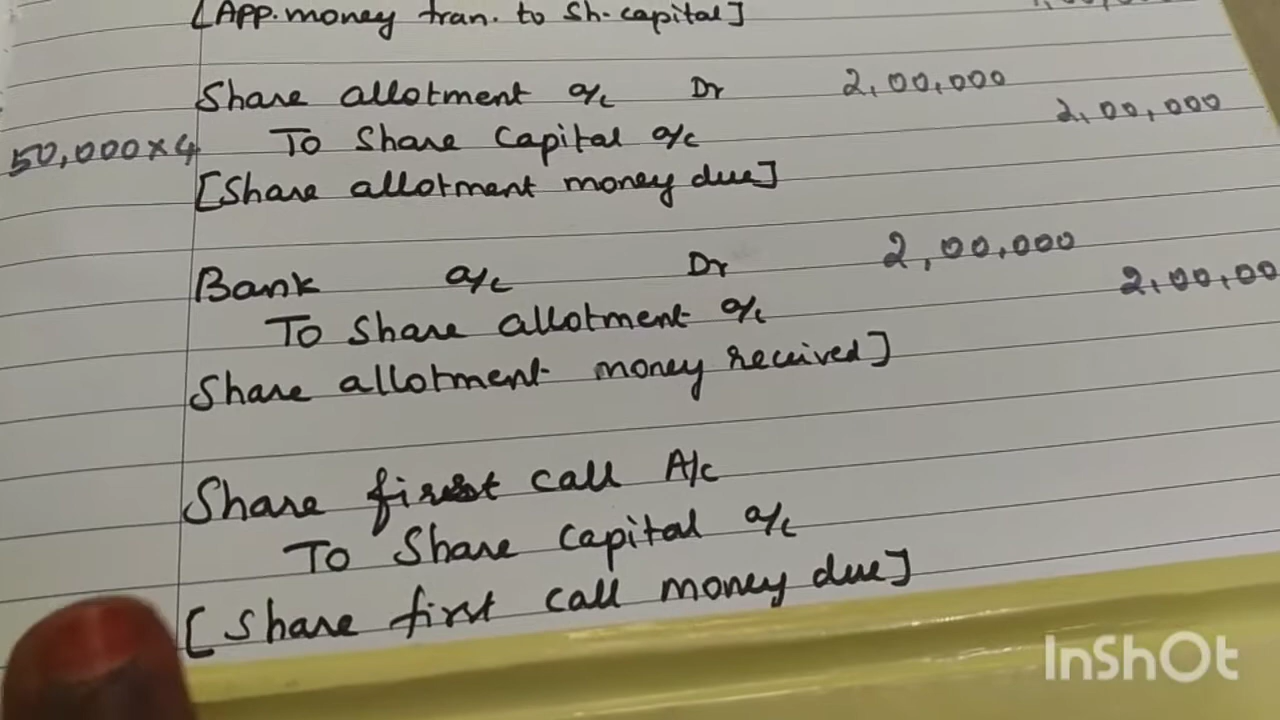 [App. money tran. to Sh. capital]
Share allotment a/c Dr 2,00,000
50,000×4 To Share Capital a/c 2,00,000
[Share allotment money due]
Bank a/c Dr 2,00,000
To Share allotment a/c 2,00,00
Share allotment money received]
Share first call A/c
To Share capital a/c
[Share first call money due]
InShOt